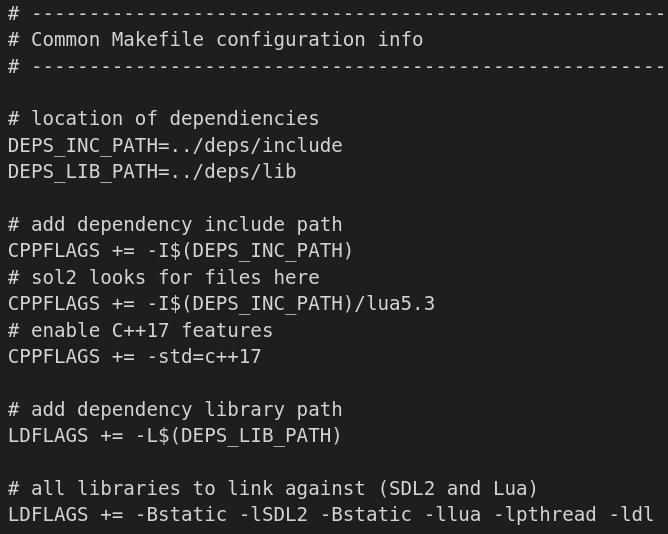 # -------------------------------------------------------
# Common Makefile configuration info
# -------------------------------------------------------
# location of dependiencies
DEPS_INC_PATH=../deps/include
DEPS_LIB_PATH=../deps/lib
# add dependency include path
CPPFLAGS += -I$(DEPS_INC_PATH)
# sol2 looks for files here
CPPFLAGS += -I$(DEPS_INC_PATH)/lua5.3
# enable C++17 features
CPPFLAGS += -std=c++17
# add dependency library path
LDFLAGS += -L$(DEPS_LIB_PATH)
# all libraries to link against (SDL2 and Lua)
LDFLAGS += -Bstatic -lSDL2 -Bstatic -llua -lpthread -ldl